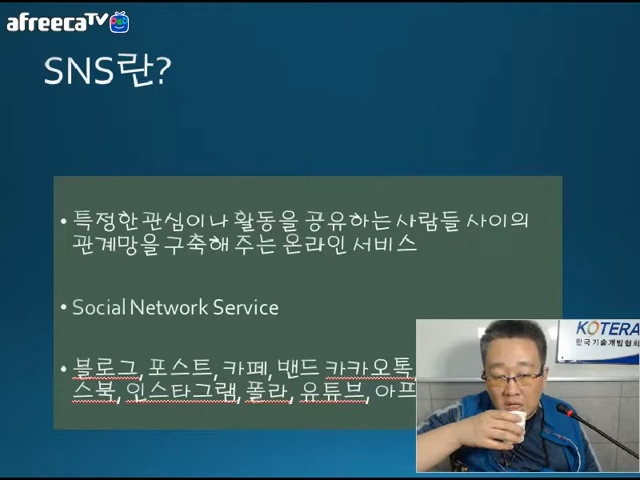 afreecaTV
SNS란?
• 특정한 관심이나 활동을 공유하는 사람들 사이의
관계망을 구축해 주는 온라인 서비스
• Social Network Service
• 블로그, 포스트, 카페, 밴드 카카오톡,
스북, 인스타그램, 폴라, 유튜브, 아프
KOTERA
한국기술개발협회